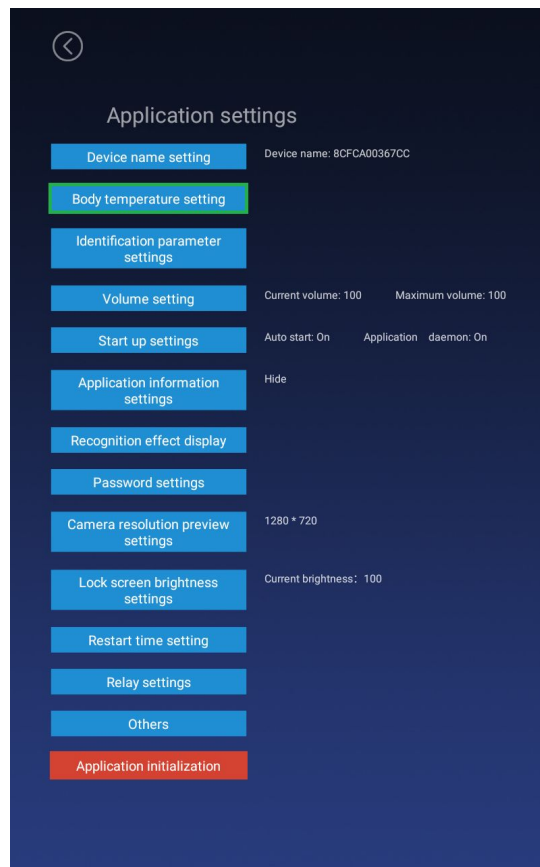 Application settings
Device name setting
Device name: 8CFCA00367CC
Body temperature setting
Identification parameter
settings
Volume setting
Current volume: 100 Maximum volume: 100
Start up settings
Auto start: On Application daemon: On
Application information
settings
Hide
Recognition effect display
Password settings
Camera resolution preview
settings
1280 * 720
Lock screen brightness
settings
Current brightness：100
Restart time setting
Relay settings
Others
Application initialization